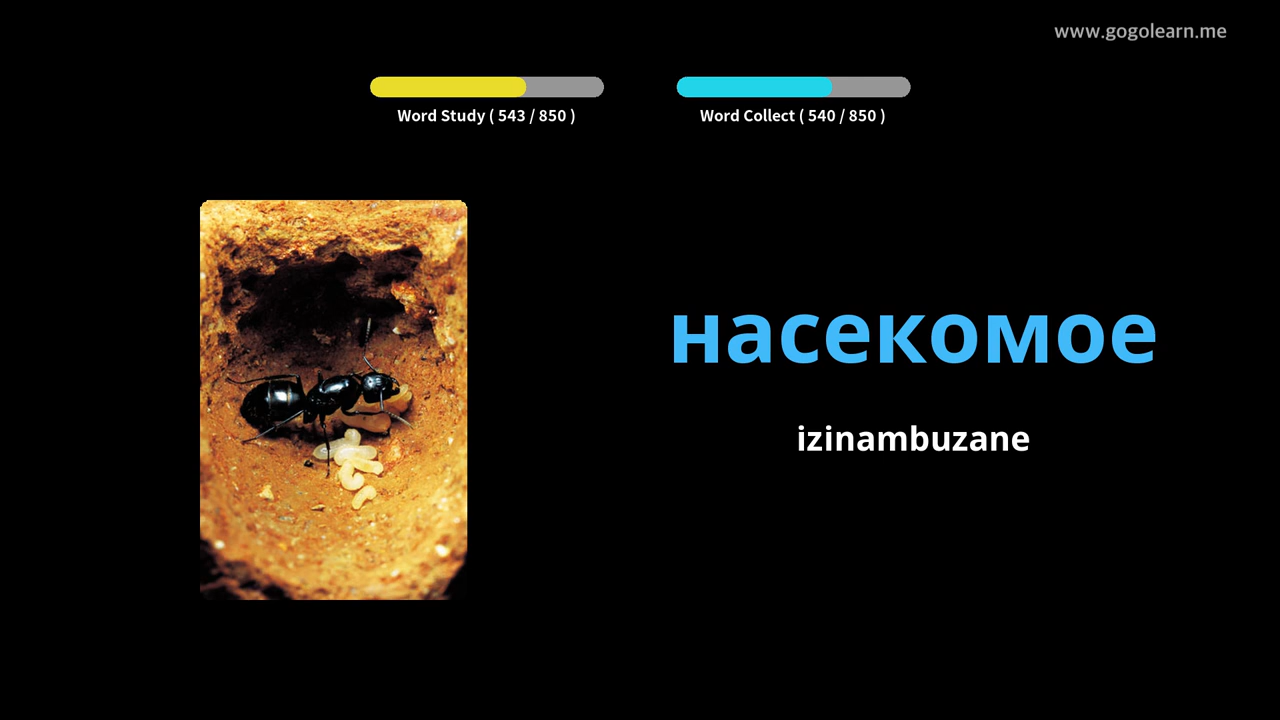 www.gogolearn.me
Word Study ( 543 / 850 )
Word Collect ( 540 / 850 )
насекомое
izinambuzane